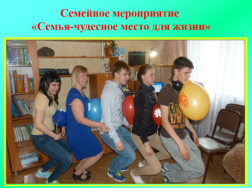 Семейное мероприятие
«Семья-чудесное место для жизни»